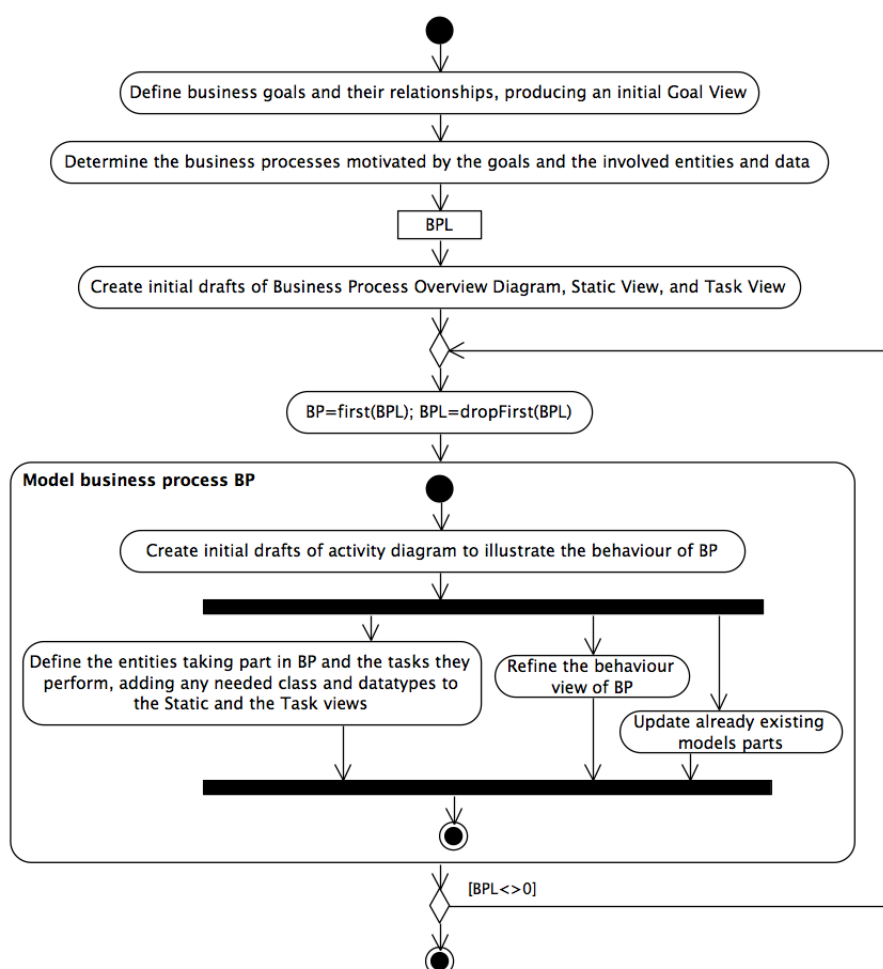 Define business goals and their relationships, producing an initial Goal View
Determine the business processes motivated by the goals and the involved entities and data
BPL
Create initial drafts of Business Process Overview Diagram, Static View, and Task View
BP=first(BPL); BPL=dropFirst(BPL)
Model business process BP
Create initial drafts of activity diagram to illustrate the behaviour of BP
Define the entities taking part in BP and the tasks they
perform, adding any needed class and datatypes to
the Static and the Task views
Refine the behaviour
view of BP
Update already existing
models parts
[BPL<>0]